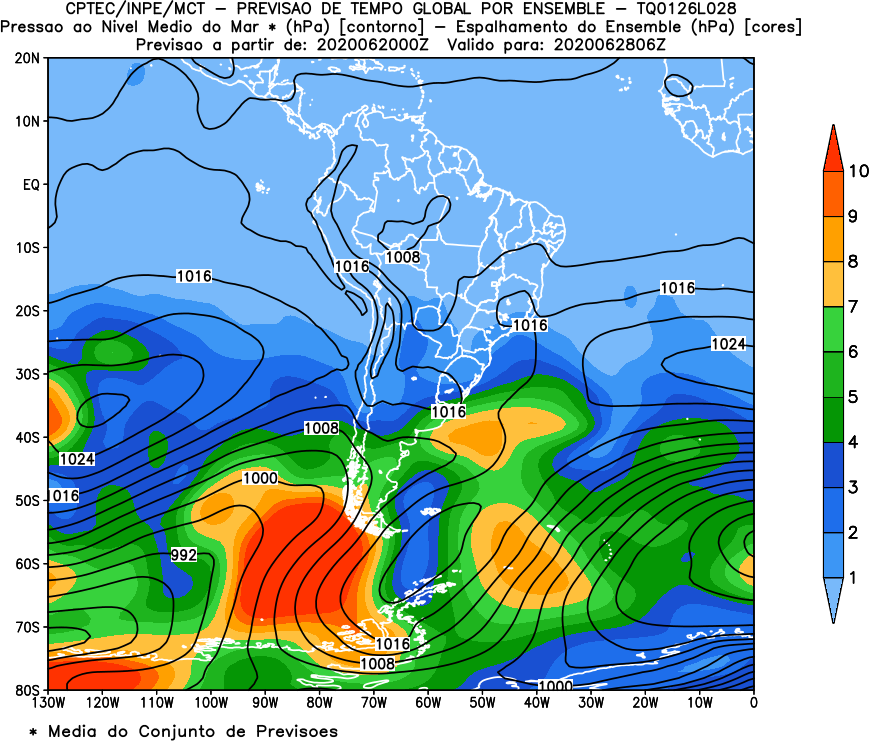 CPTEC/INPE/MCT − PREVISAO DE TEMPO GLOBAL POR ENSEMBLE − TQ0126L028
Pressao ao Nivel Medio do Mar * (hPa) [contorno] − Espalhamento do Ensemble (hPa) [cores]
Previsao a partir de: 2020062000Z Valido para: 2020062806Z
20N
10N
EQ
10S
20S
30S
40S
50S
60S
70S
80S
1008
1016
1016
1016
1016
1024
1016
1008
1024
1000
1016
992
1016
1008
1000
130W 120W 110W 100W 90W 80W 70W 60W 50W 40W 30W 20W 10W 0
10
9
8
7
6
5
4
3
2
1
* Media do Conjunto de Previsoes